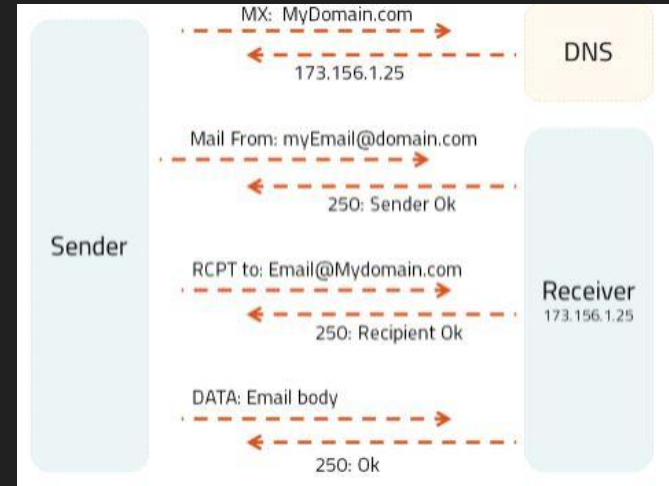 MX: MyDomain.com
DNS
173.156.1.25
Mail From: myEmail@domain.com
250: Sender Ok
Sender
RCPT to: Email@Mydomain.com
Receiver
173.156.1.25
250: Recipient Ok
DATA: Email body
250: Ok